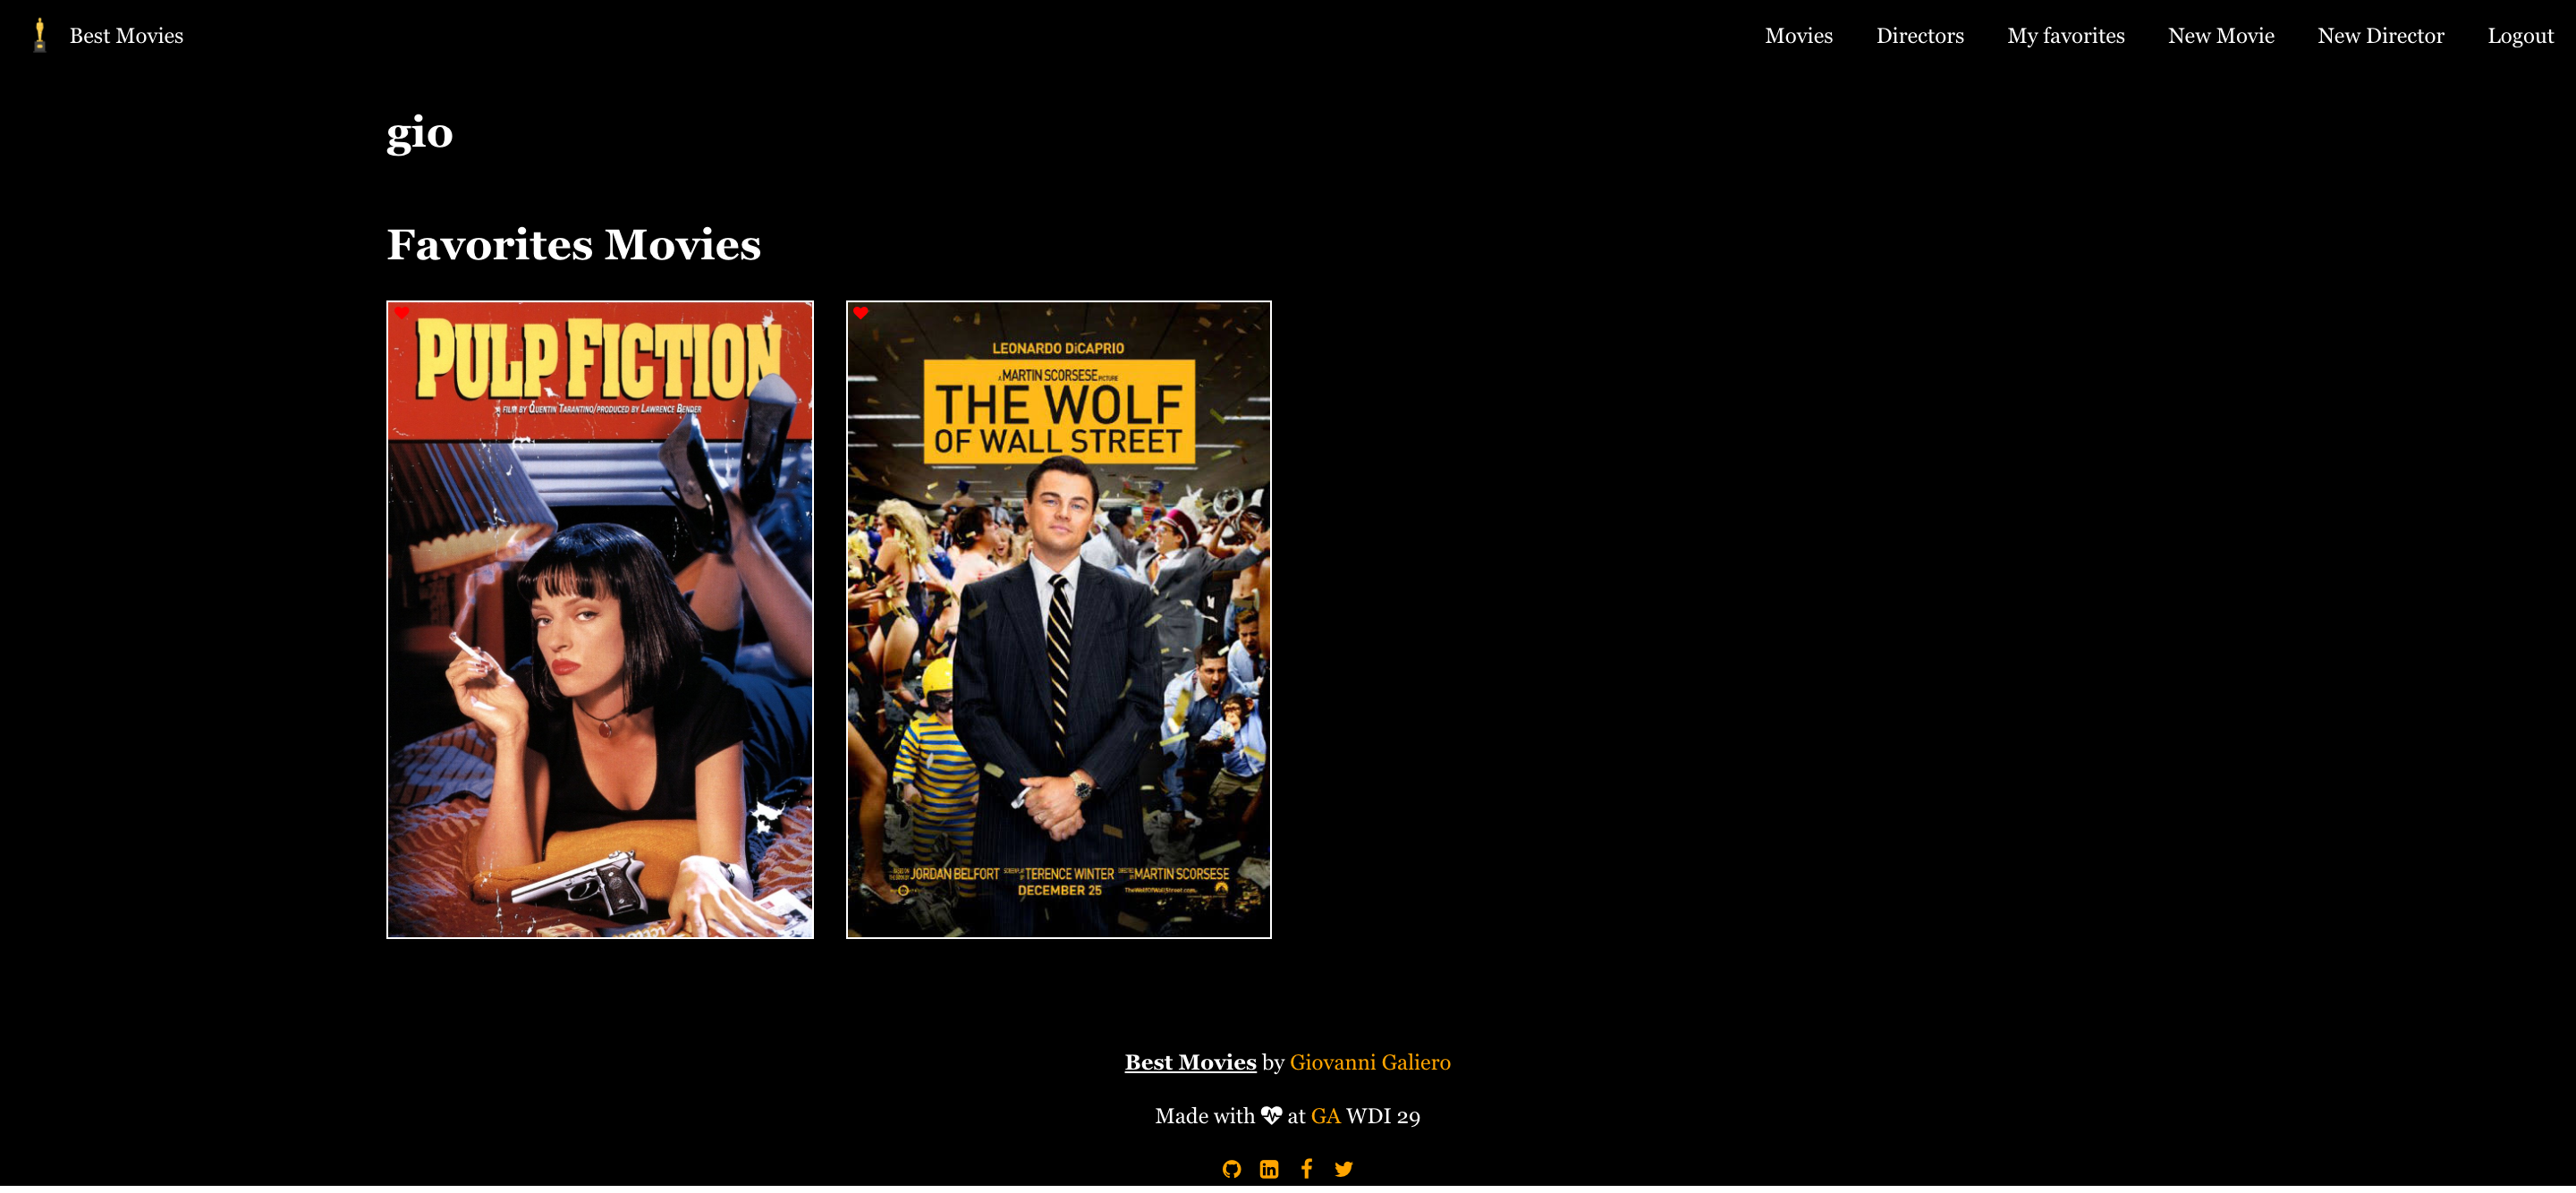 Best Movies
Movies
Directors
My favorites
New Movie
New Director
Logout
gio
Favorites Movies
PULP FICTION
A FILM BY QUENTIN TARANTINO/PRODUCED BY LAWRENCE BENDER
LEONARDO DiCAPRIO
A MARTIN SCORSESE PICTURE
THE WOLF
OF WALL STREET
JORDAN BELFORT TERENCE WINTER MARTIN SCORSESE
DECEMBER 25 TheWolfOfWallStreet.com
Best Movies by Giovanni Galiero
Made with at GA WDI 29